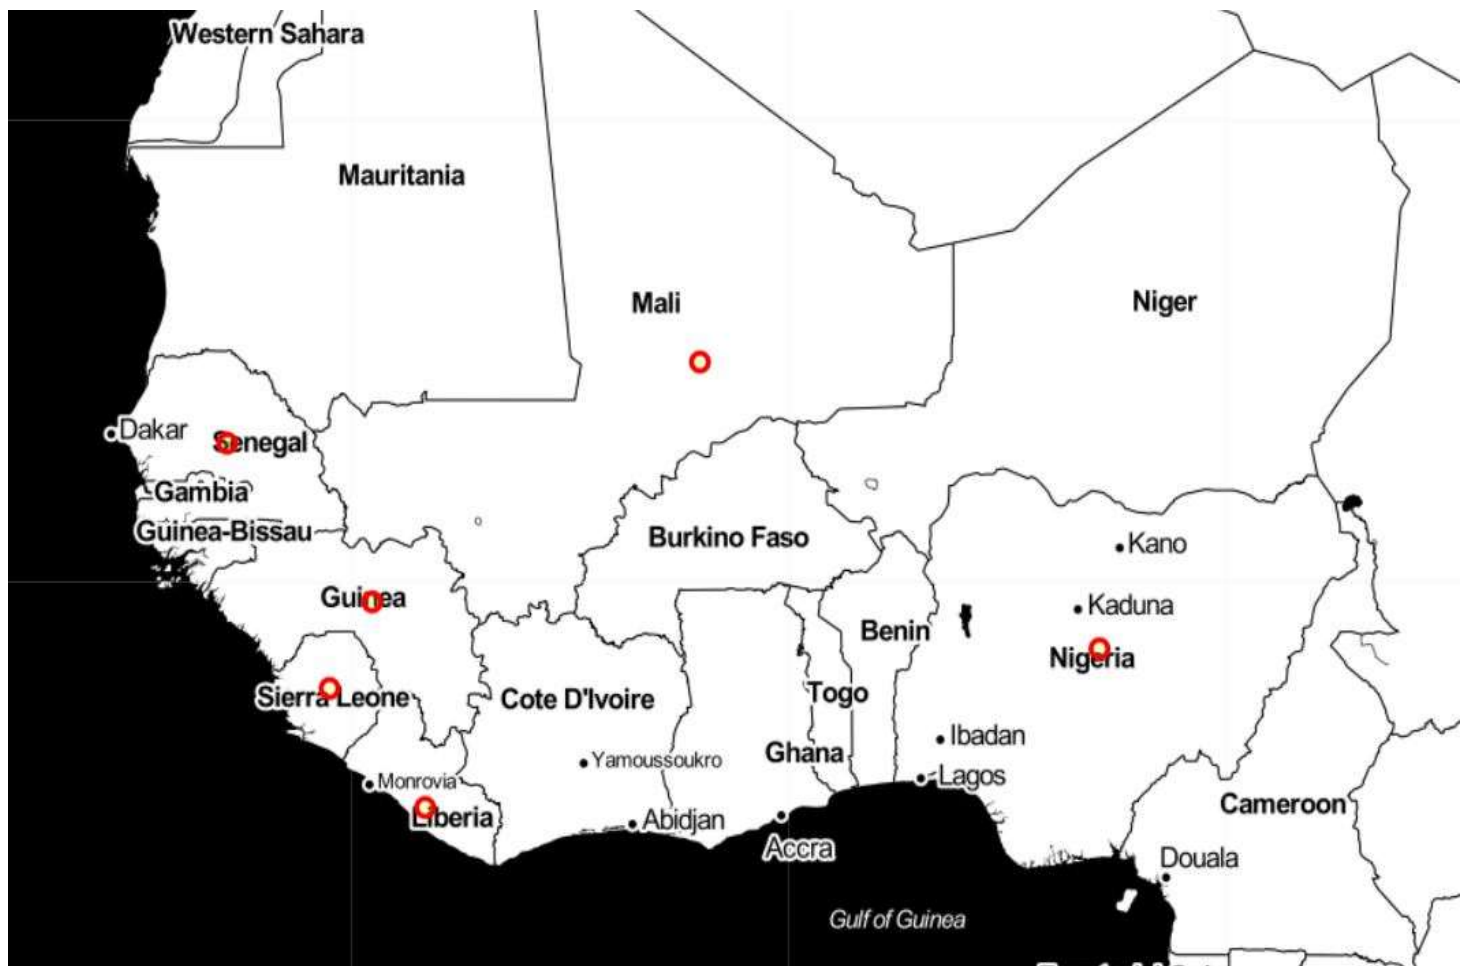 Western Sahara
Mauritania
Mali
Niger
Dakar
Senegal
Gambia
Guinea-Bissau
Burkino Faso
Kano
Guinea
Kaduna
Benin
Nigeria
Sierra Leone
Cote D'Ivoire
Togo
Ibadan
Ghana
Yamoussoukro
Lagos
Monrovia
Cameroon
Liberia
Abidjan
Accra
Douala
Gulf of Guinea